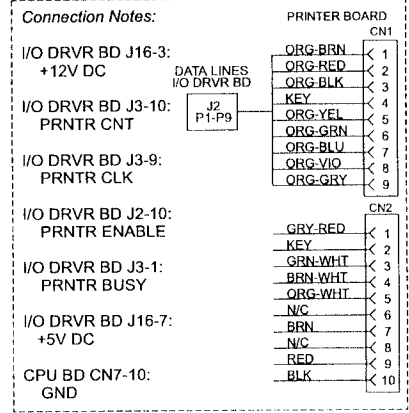 Connection Notes:
PRINTER BOARD
CN1
I/O DRVR BD J16-3:
+12V DC
DATA LINES
I/O DRVR BD
J2
P1-P9
ORG-BRN 1
ORG-RED 2
ORG-BLK 3
KEY 4
ORG-YEL 5
ORG-GRN 6
ORG-BLU 7
ORG-VIO 8
ORG-GRY 9
I/O DRVR BD J3-10:
PRNTR CNT
I/O DRVR BD J3-9:
PRNTR CLK
I/O DRVR BD J2-10:
PRNTR ENABLE
I/O DRVR BD J3-1:
PRNTR BUSY
I/O DRVR BD J16-7:
+5V DC
CPU BD CN7-10:
GND
CN2
GRY-RED 1
KEY 2
GRN-WHT 3
BRN-WHT 4
ORG-WHT 5
N/C 6
BRN 7
N/C 8
RED 9
BLK 10